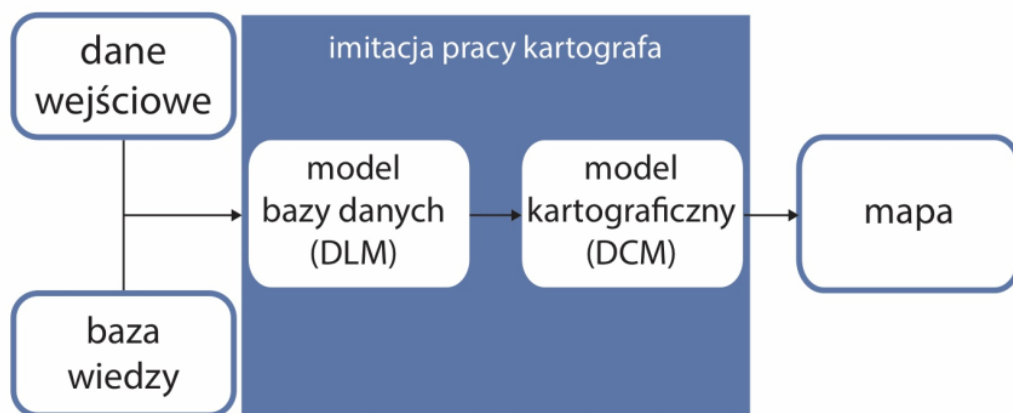 dane
wejściowe
imitacja pracy kartografa
model
bazy danych
(DLM)
model
kartograficzny
(DCM)
mapa
baza
wiedzy